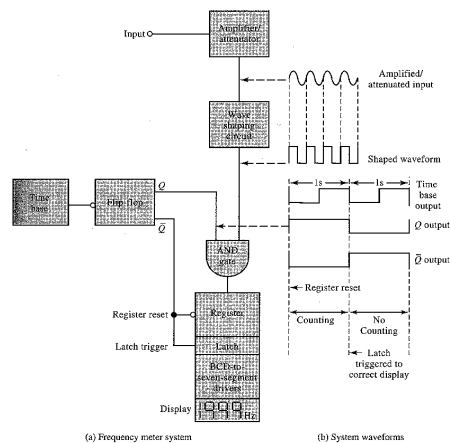 Input
Amplifier/
attenuator
Amplified/
attenuated input
Wave
shaping
circuit
Shaped waveform
1s
1s
Time
base
output
Time
base
Flip-flop
Q
Q̅
Q output
AND
gate
Q̅ output
Register reset
Register reset
Register
Counting
No
Counting
Latch trigger
Latch
Latch
triggered to
correct display
BCD-to
seven-segment
drivers
Display
Hz
(a) Frequency meter system
(b) System waveforms